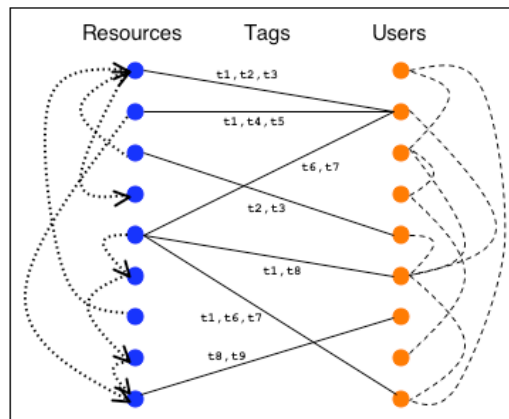 Resources Tags Users
t1,t2,t3
t1,t4,t5
t6,t7
t2,t3
t1,t8
t1,t6,t7
t8,t9